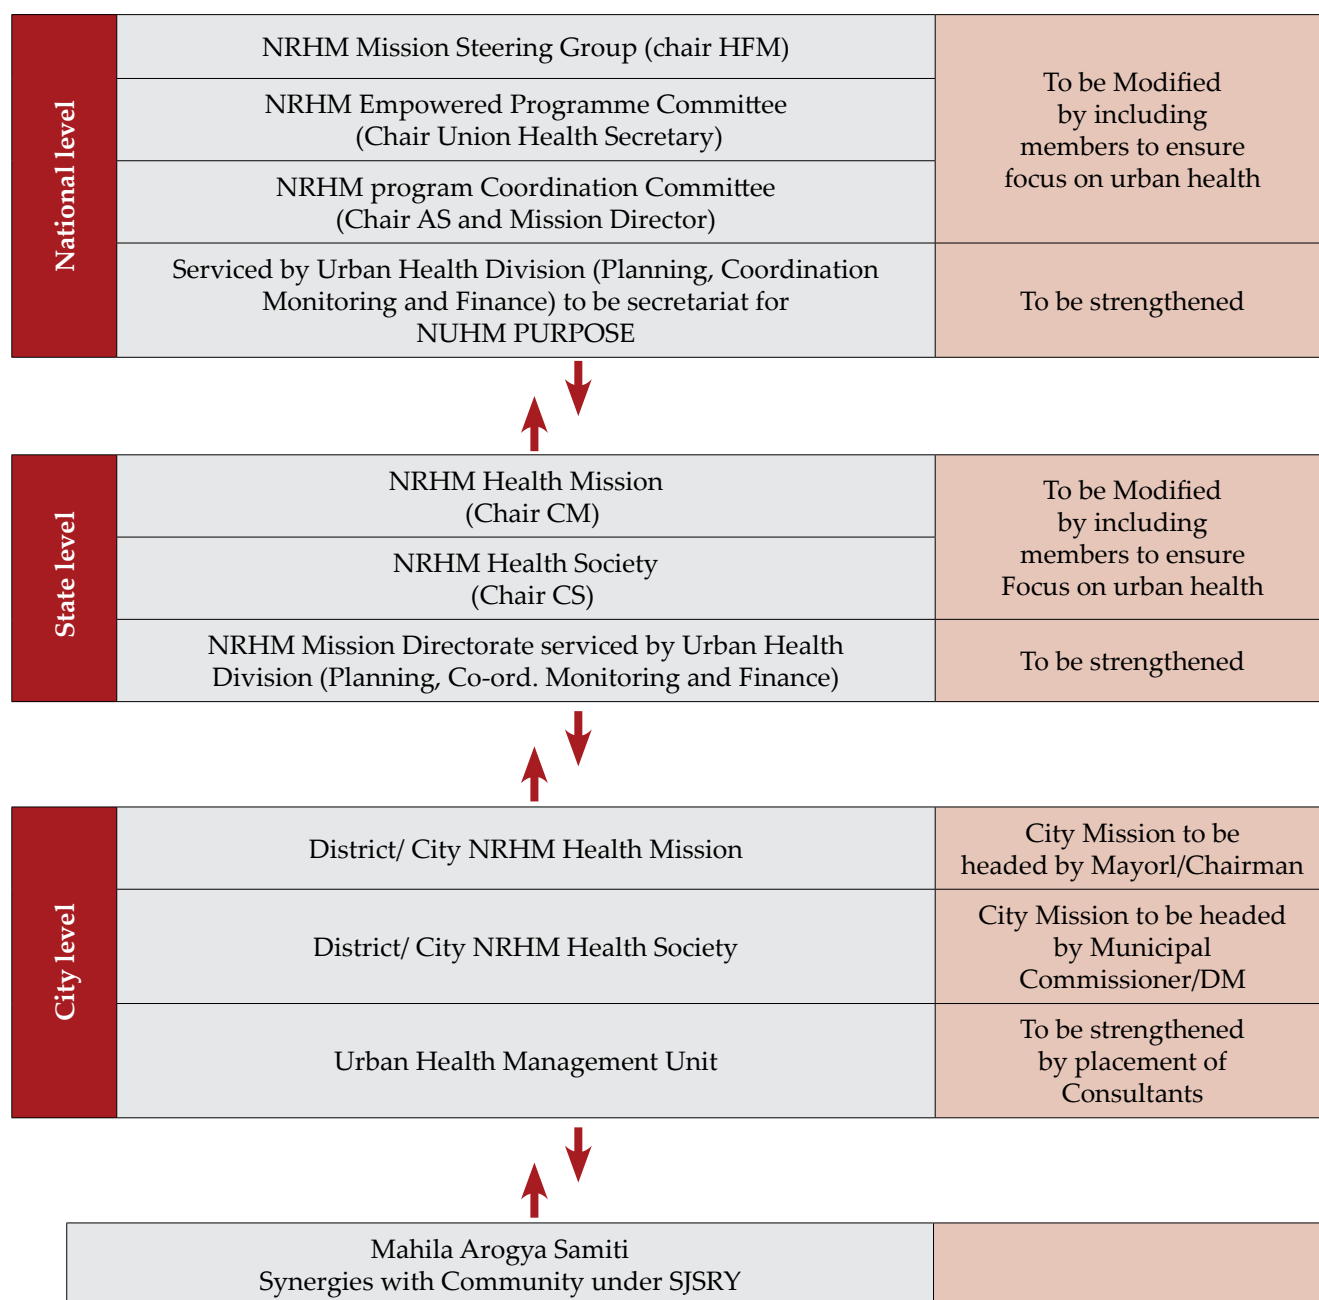 National level
NRHM Mission Steering Group (chair HFM)
NRHM Empowered Programme Committee
(Chair Union Health Secretary)
NRHM program Coordination Committee
(Chair AS and Mission Director)
To be Modified
by including
members to ensure
focus on urban health
Serviced by Urban Health Division (Planning, Coordination
Monitoring and Finance) to be secretariat for
NUHM PURPOSE
To be strengthened
State level
NRHM Health Mission
(Chair CM)
NRHM Health Society
(Chair CS)
To be Modified
by including
members to ensure
Focus on urban health
NRHM Mission Directorate serviced by Urban Health
Division (Planning, Co-ord. Monitoring and Finance)
To be strengthened
City level
District/ City NRHM Health Mission
City Mission to be
headed by Mayorl/Chairman
District/ City NRHM Health Society
City Mission to be headed
by Municipal
Commissioner/DM
Urban Health Management Unit
To be strengthened
by placement of
Consultants
Mahila Arogya Samiti
Synergies with Community under SJSRY